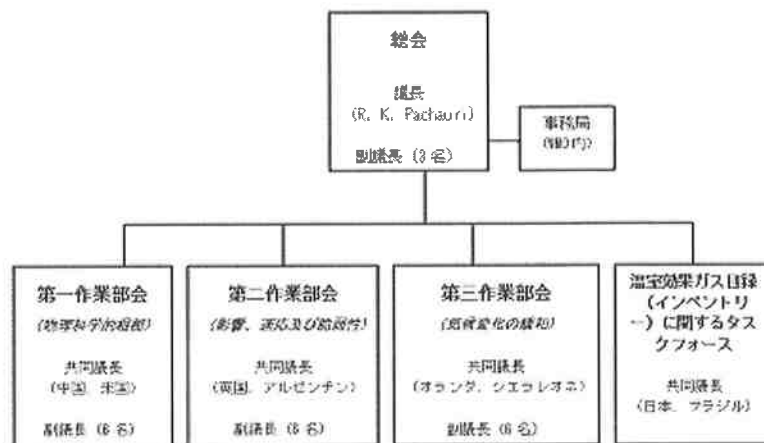 総会
議長
(R. K. Pachauri)
副議長 (3 名)
事務局
(WMO内)
第一作業部会
(物理科学的根拠)
共同議長
(中国、米国)
副議長 (6 名)
第二作業部会
(影響、適応及び脆弱性)
共同議長
(英国、アルゼンチン)
副議長 (6 名)
第三作業部会
(気候変化の緩和)
共同議長
(オランダ、シエラレオネ)
副議長 (6 名)
温室効果ガス目録
(インベントリ
ー) に関するタス
クフォース
共同議長
(日本、ブラジル)